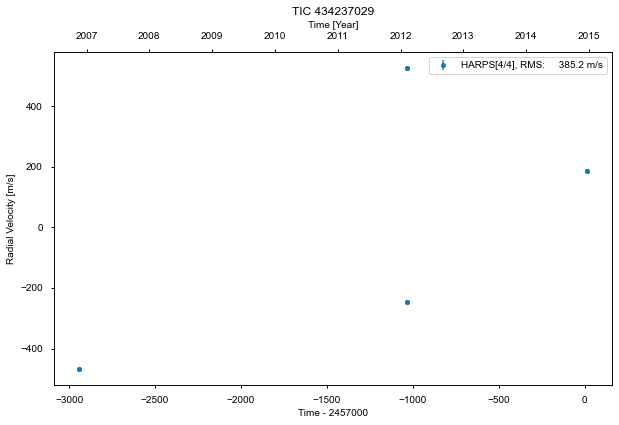 TIC 434237029
Time [Year]
2007 2008 2009 2010 2011 2012 2013 2014 2015
HARPS[4/4], RMS: 385.2 m/s
Radial Velocity [m/s]
400
200
0
−200
−400
−3000 −2500 −2000 −1500 −1000 −500 0
Time - 2457000